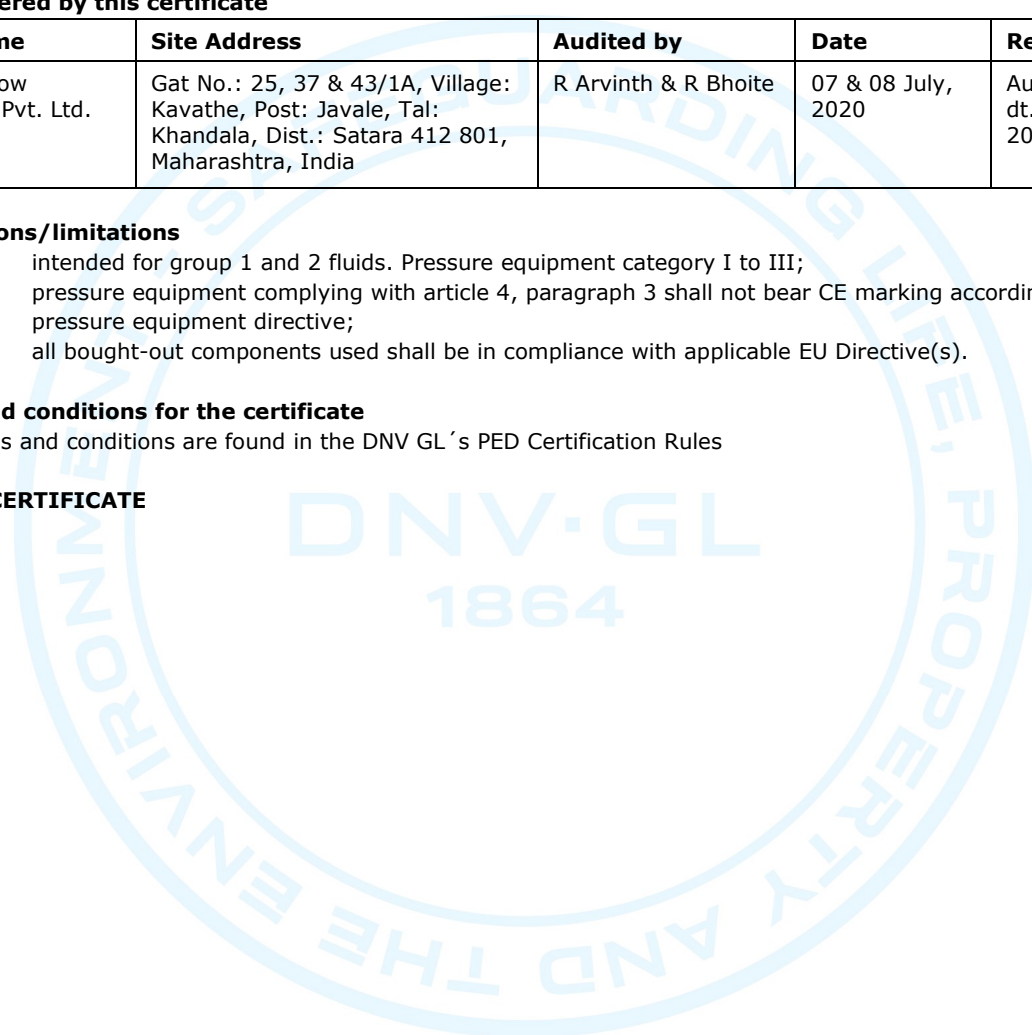 ered by this certificate
me Site Address Audited by Date Re
ow Gat No.: 25, 37 & 43/1A, Village: R Arvinth & R Bhoite 07 & 08 July, Au
Pvt. Ltd. Kavathe, Post: Javale, Tal: 2020 dt.
Khandala, Dist.: Satara 412 801, 20
Maharashtra, India
ons/limitations
intended for group 1 and 2 fluids. Pressure equipment category I to III;
pressure equipment complying with article 4, paragraph 3 shall not bear CE marking accordin
pressure equipment directive;
all bought-out components used shall be in compliance with applicable EU Directive(s).
d conditions for the certificate
s and conditions are found in the DNV GL´s PED Certification Rules
CERTIFICATE
DNV·GL
1864
SAFEGUARDING LIFE, PROPERTY AND THE ENVIRONMENT